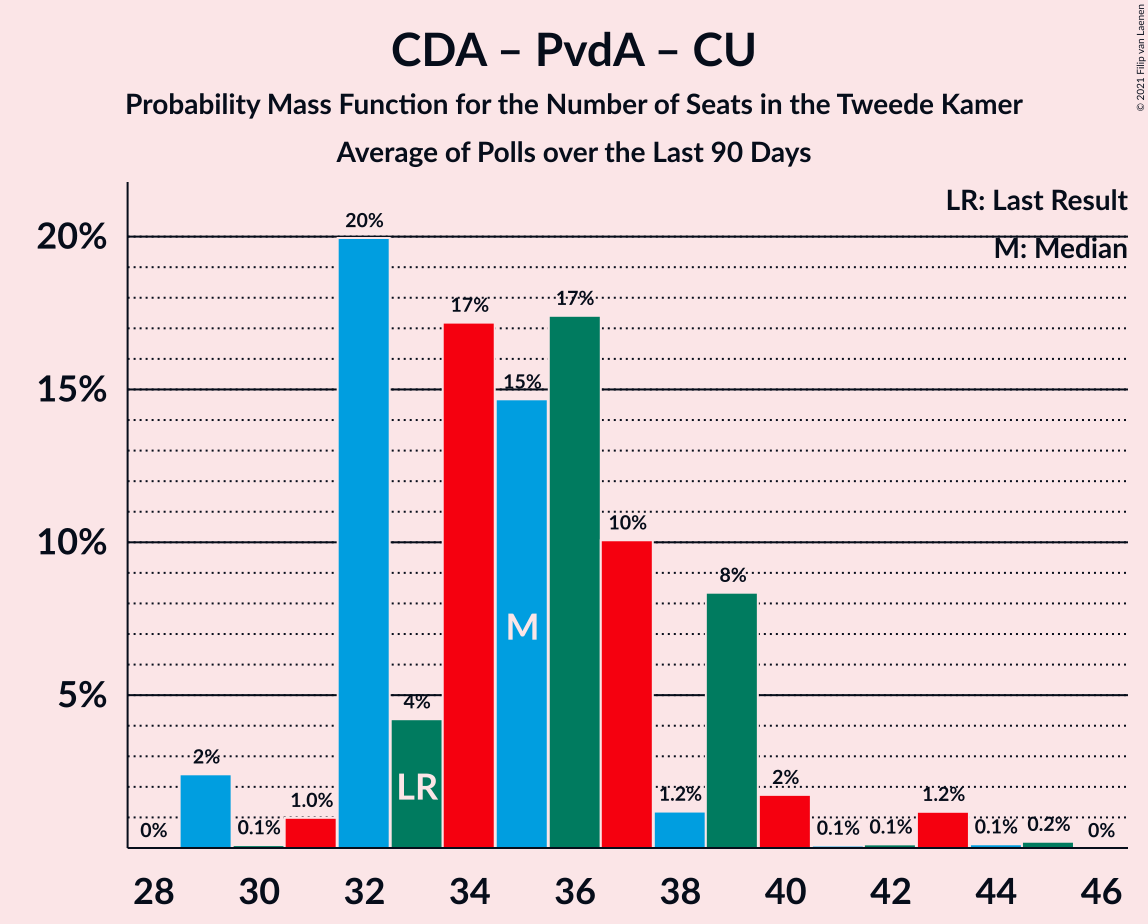 CDA – PvdA – CU
Probability Mass Function for the Number of Seats in the Tweede Kamer
Average of Polls over the Last 90 Days
© 2021 Filip van Laenen
LR: Last Result
M: Median
20%
15%
10%
5%
0%
2%
0.1%
1.0%
20%
4%
17%
15%
17%
10%
1.2%
8%
2%
0.1%
0.1%
1.2%
0.1%
0.2%
0%
LR
M
28 30 32 34 36 38 40 42 44 46